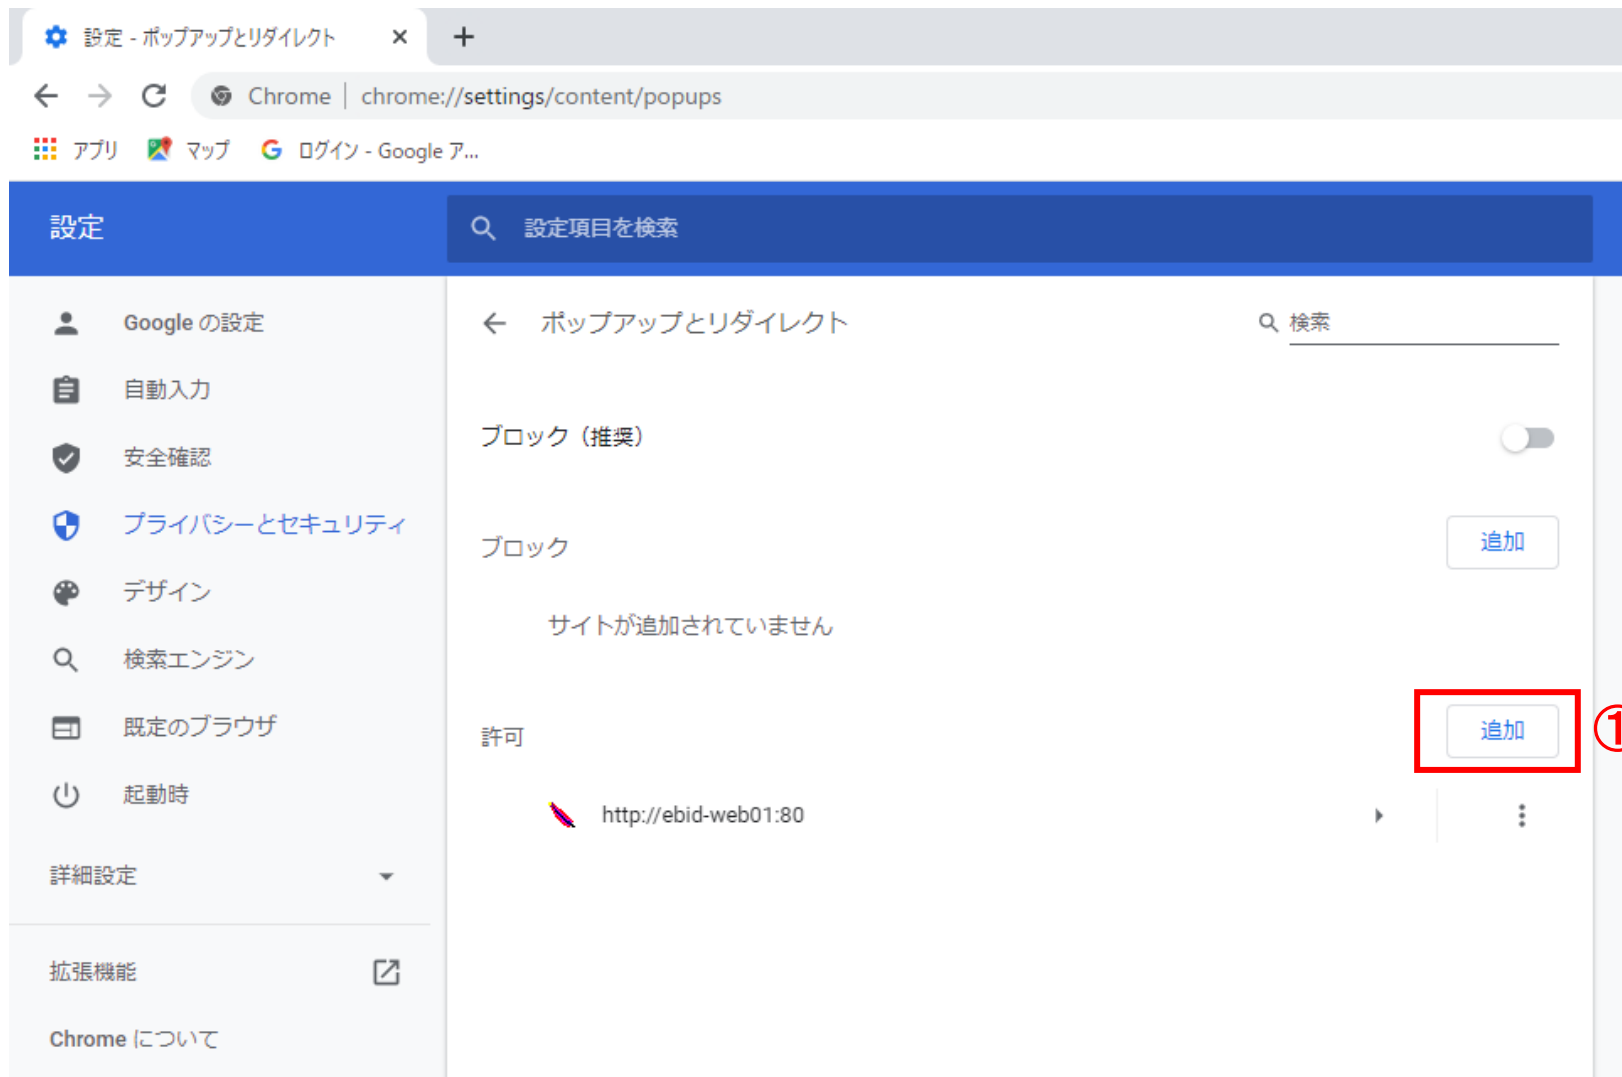 設定 - ポップアップとリダイレクト
Chrome | chrome://settings/content/popups
アプリ マップ G ログイン - Google ア...
設定
設定項目を検索
Google の設定
自動入力
安全確認
プライバシーとセキュリティ
デザイン
検索エンジン
既定のブラウザ
起動時
詳細設定
拡張機能
Chrome について
ポップアップとリダイレクト
検索
ブロック（推奨）
ブロック
追加
サイトが追加されていません
許可
追加
①
http://ebid-web01:80